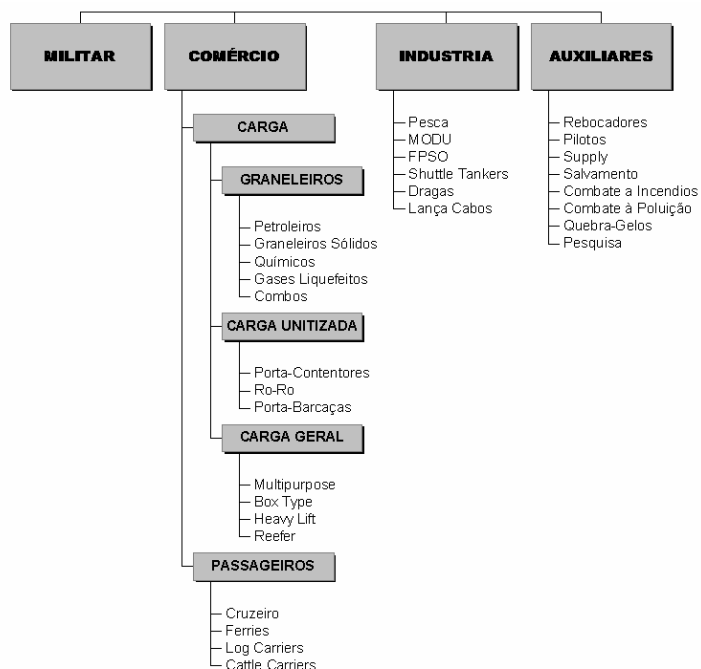 MILITAR
COMÉRCIO
INDUSTRIA
AUXILIARES
CARGA
GRANELEIROS
Petroleiros
Graneleiros Sólidos
Químicos
Gases Liquefeitos
Combos
CARGA UNITIZADA
Porta-Contentores
Ro-Ro
Porta-Barcaças
CARGA GERAL
Multipurpose
Box Type
Heavy Lift
Reefer
PASSAGEIROS
Cruzeiro
Ferries
Log Carriers
Cattle Carriers
Pesca
MODU
FPSO
Shuttle Tankers
Dragas
Lança Cabos
Rebocadores
Pilotos
Supply
Salvamento
Combate a Incendios
Combate à Poluição
Quebra-Gelos
Pesquisa